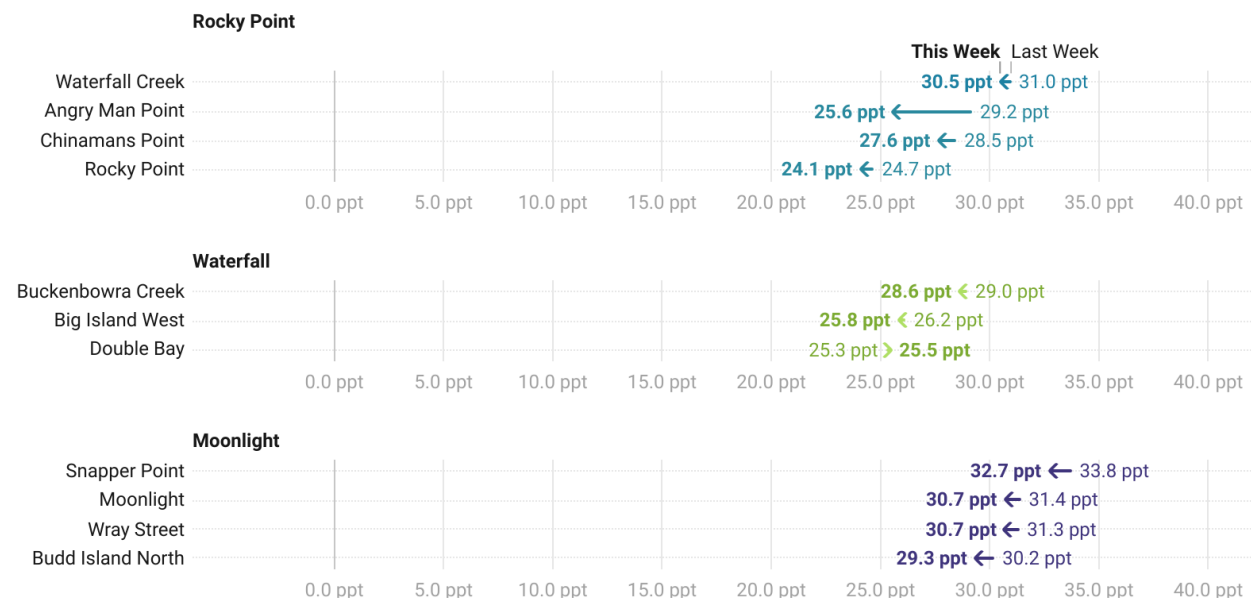 Rocky Point
This Week Last Week
Waterfall Creek 30.5 ppt 31.0 ppt
Angry Man Point 25.6 ppt 29.2 ppt
Chinamans Point 27.6 ppt 28.5 ppt
Rocky Point 24.1 ppt 24.7 ppt
0.0 ppt 5.0 ppt 10.0 ppt 15.0 ppt 20.0 ppt 25.0 ppt 30.0 ppt 35.0 ppt 40.0 ppt
Waterfall
Buckenbowra Creek 28.6 ppt 29.0 ppt
Big Island West 25.8 ppt 26.2 ppt
Double Bay 25.3 ppt 25.5 ppt
0.0 ppt 5.0 ppt 10.0 ppt 15.0 ppt 20.0 ppt 25.0 ppt 30.0 ppt 35.0 ppt 40.0 ppt
Moonlight
Snapper Point 32.7 ppt 33.8 ppt
Moonlight 30.7 ppt 31.4 ppt
Wray Street 30.7 ppt 31.3 ppt
Budd Island North 29.3 ppt 30.2 ppt
0.0 ppt 5.0 ppt 10.0 ppt 15.0 ppt 20.0 ppt 25.0 ppt 30.0 ppt 35.0 ppt 40.0 ppt